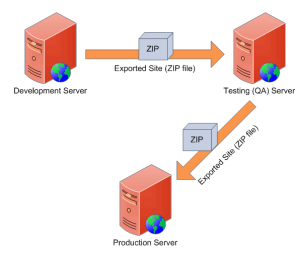 ZIP
Exported Site (ZIP file)
Development Server
Testing (QA) Server
ZIP
Exported Site (ZIP file)
Production Server